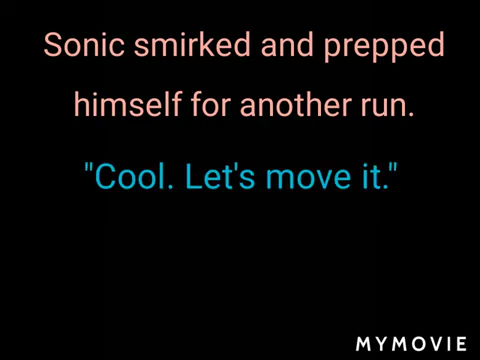 Sonic smirked and prepped
himself for another run.
"Cool. Let's move it."
MYMOVIE